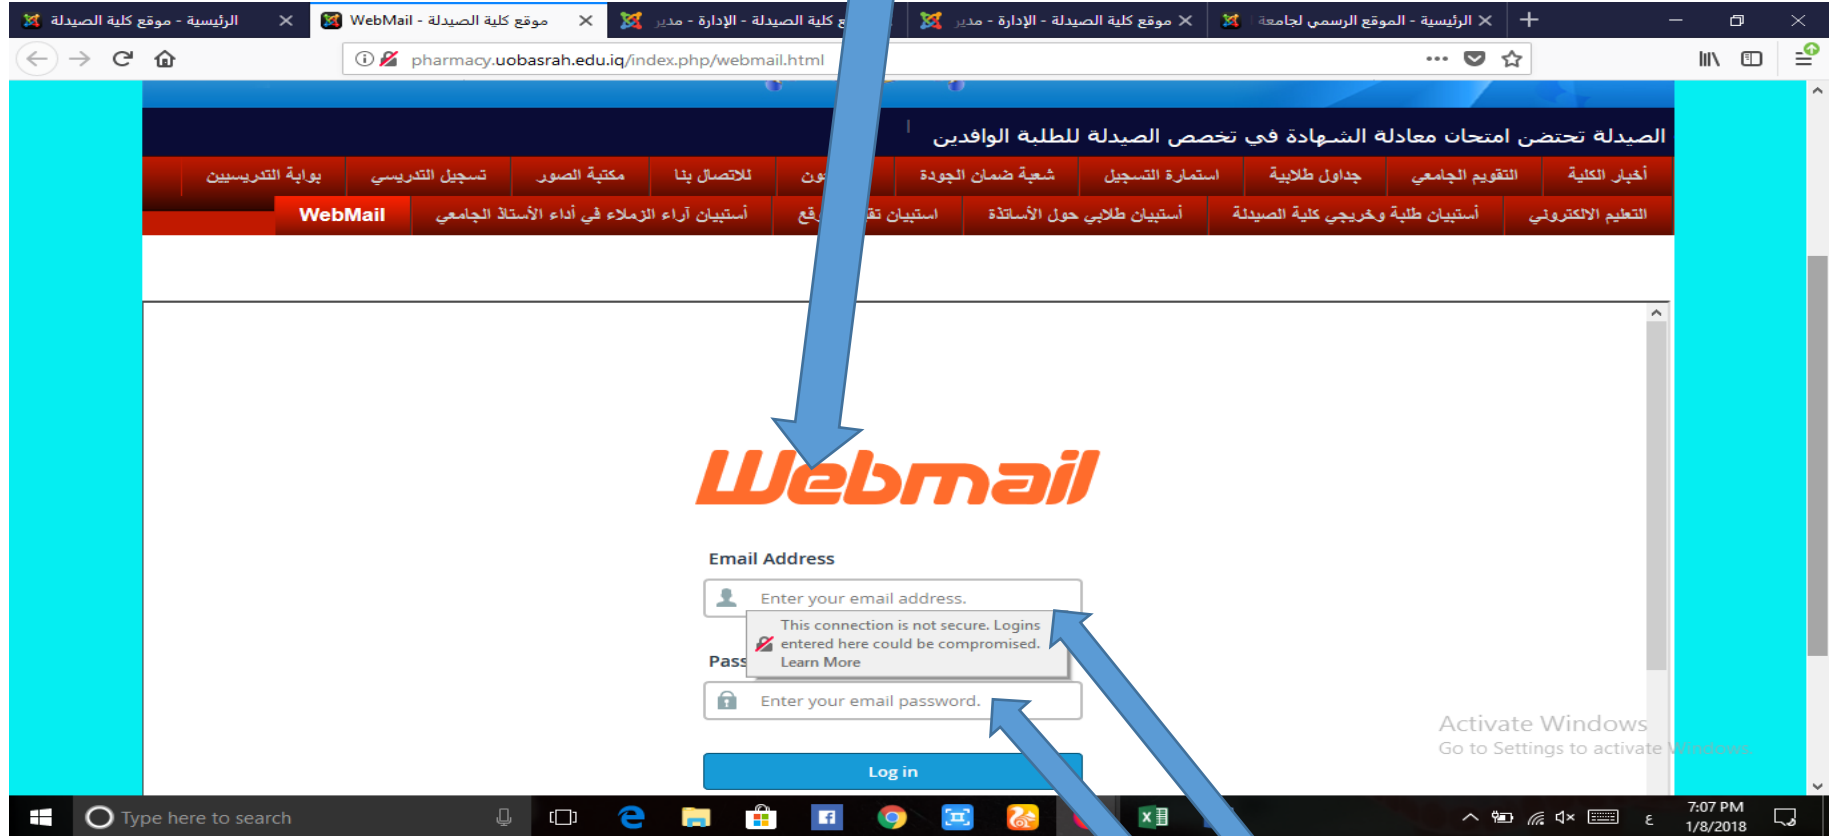 الرئيسية - موقع كلية الصيدلة
موقع كلية الصيدلة - WebMail
كلية الصيدلة - الإدارة - مدير
موقع كلية الصيدلة - الإدارة - مدير
الرئيسية - الموقع الرسمي لجامعة
pharmacy.uobasrah.edu.iq/index.php/webmail.html
الصيدلة تحتضن امتحان معادلة الشهادة في تخصص الصيدلة للطلبة الوافدين
أخبار الكلية التقويم الجامعي جداول طلابية استمارة التسجيل شعبة ضمان الجودة للاتصال بنا مكتبة الصور تسجيل التدريسي بوابة التدريسيين
التعليم الالكتروني أستبيان طلبة وخريجي كلية الصيدلة أستبيان طلابي حول الأساتذة استبيان أستبيان آراء الزملاء في أداء الأستاذ الجامعي WebMail
Webmail
Email Address
Enter your email address.
This connection is not secure. Logins
entered here could be compromised.
Learn More
Pass
Enter your email password.
Log in
Activate Windows
Go to Settings to activate Windows.
Type here to search
ع
7:07 PM
1/8/2018